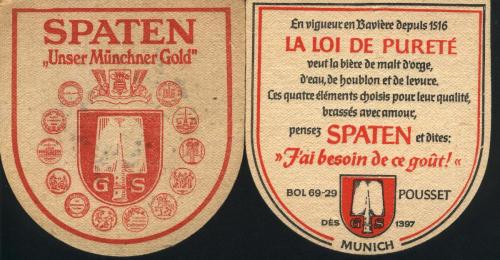 SPATEN
„Unser Münchner Gold"
G S
En vigueur en Bavière depuis 1516
LA LOI DE PURETÉ
veut la bière de malt d'orge,
d'eau, de houblon et de levure.
Ces quatre éléments choisis pour leur qualité,
brassés avec amour,
pensez SPATEN et dites:
»J'ai besoin de ce goût!«
BOL 69-29 POUSSET
G S
DÈS 1397
MUNICH